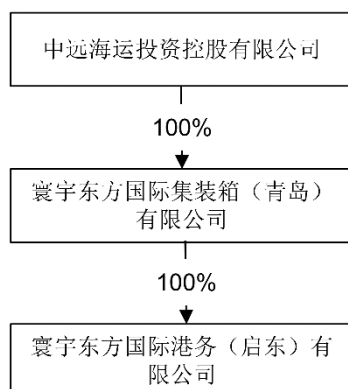 中远海运投资控股有限公司
100%
寰宇东方国际集装箱（青岛）
有限公司
100%
寰宇东方国际港务（启东）有
限公司